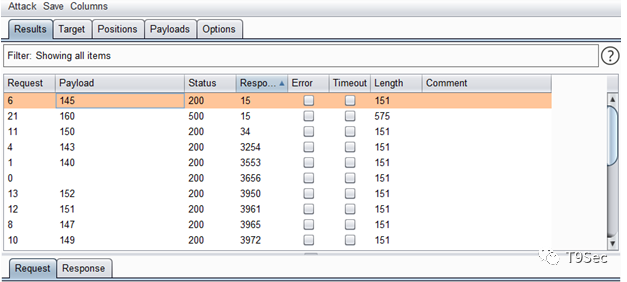 Attack Save Columns
Results Target Positions Payloads Options
Filter: Showing all items ?
Request Payload Status Respo... Error Timeout Length Comment
6 145 200 15 151
21 160 500 15 575
11 150 200 34 151
4 143 200 3254 151
1 140 200 3553 151
0 200 3656 151
13 152 200 3950 151
12 151 200 3961 151
8 147 200 3965 151
10 149 200 3972 151
T9Sec
Request Response